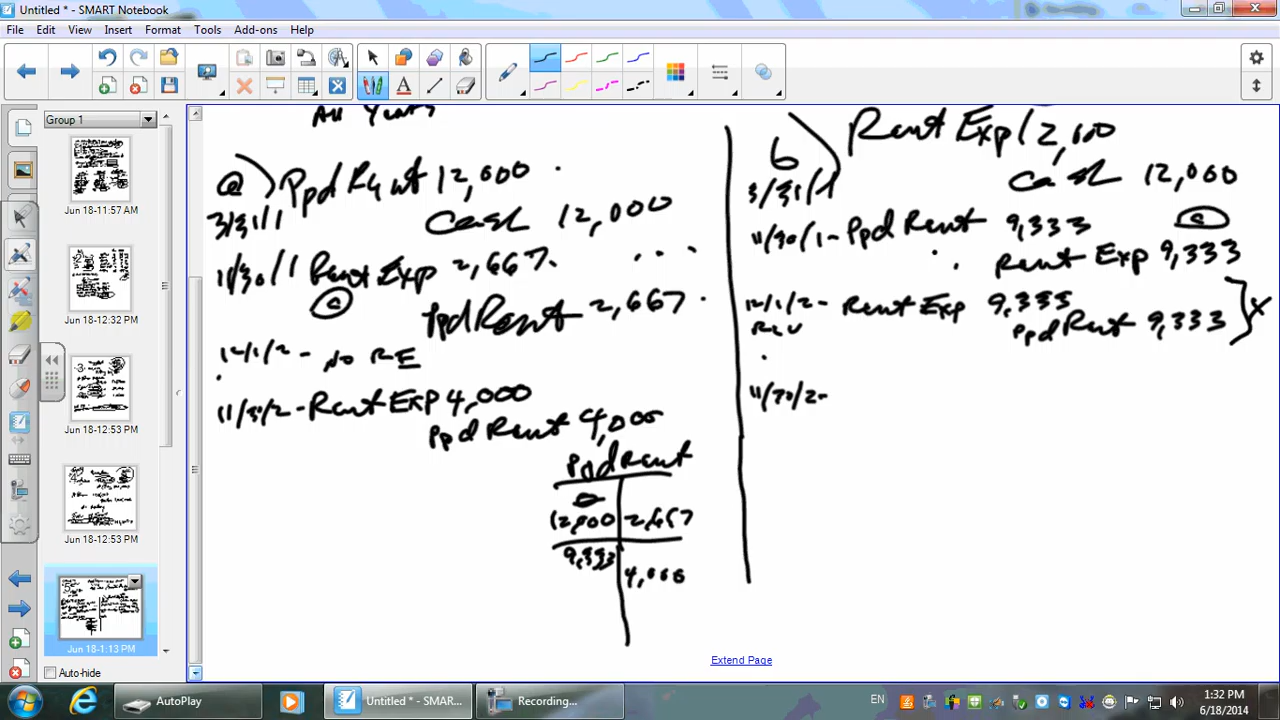 Untitled * - SMART Notebook
File Edit View Insert Format Tools Add-ons Help
Group 1
Jun 18-11:57 AM
Jun 18-12:32 PM
Jun 18-12:53 PM
Jun 18-12:53 PM
Jun 18-1:13 PM
Auto-hide
All Years
a) Ppd Rent 12,000
3/31/1 Cash 12,000
11/30/1 Rent Exp 2,667
a Ppd Rent 2,667
12/1/2 - No RE
11/30/2 - Rent Exp 4,000
Ppd Rent 4,000
Ppd Rent
12,000 2,667
9,333
4,000
b) Rent Exp 12,000
3/31/1 Cash 12,000
11/30/1 - Ppd Rent 9,333
Rent Exp 9,333
12/1/2 - Rent Exp 9,333
Rev Ppd Rent 9,333 } X
11/30/2 -
Extend Page
AutoPlay
Untitled * - SMAR...
Recording...
EN
1:32 PM
6/18/2014